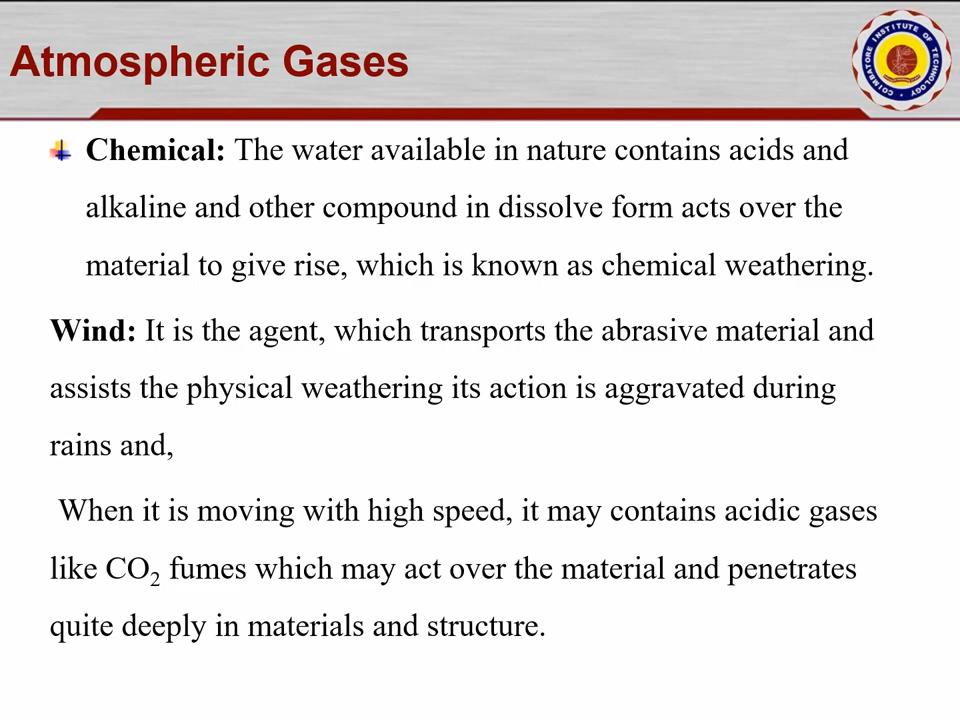 Atmospheric Gases
COIMBATORE INSTITUTE OF TECHNOLOGY
Chemical: The water available in nature contains acids and
alkaline and other compound in dissolve form acts over the
material to give rise, which is known as chemical weathering.
Wind: It is the agent, which transports the abrasive material and
assists the physical weathering its action is aggravated during
rains and,
When it is moving with high speed, it may contains acidic gases
like CO₂ fumes which may act over the material and penetrates
quite deeply in materials and structure.